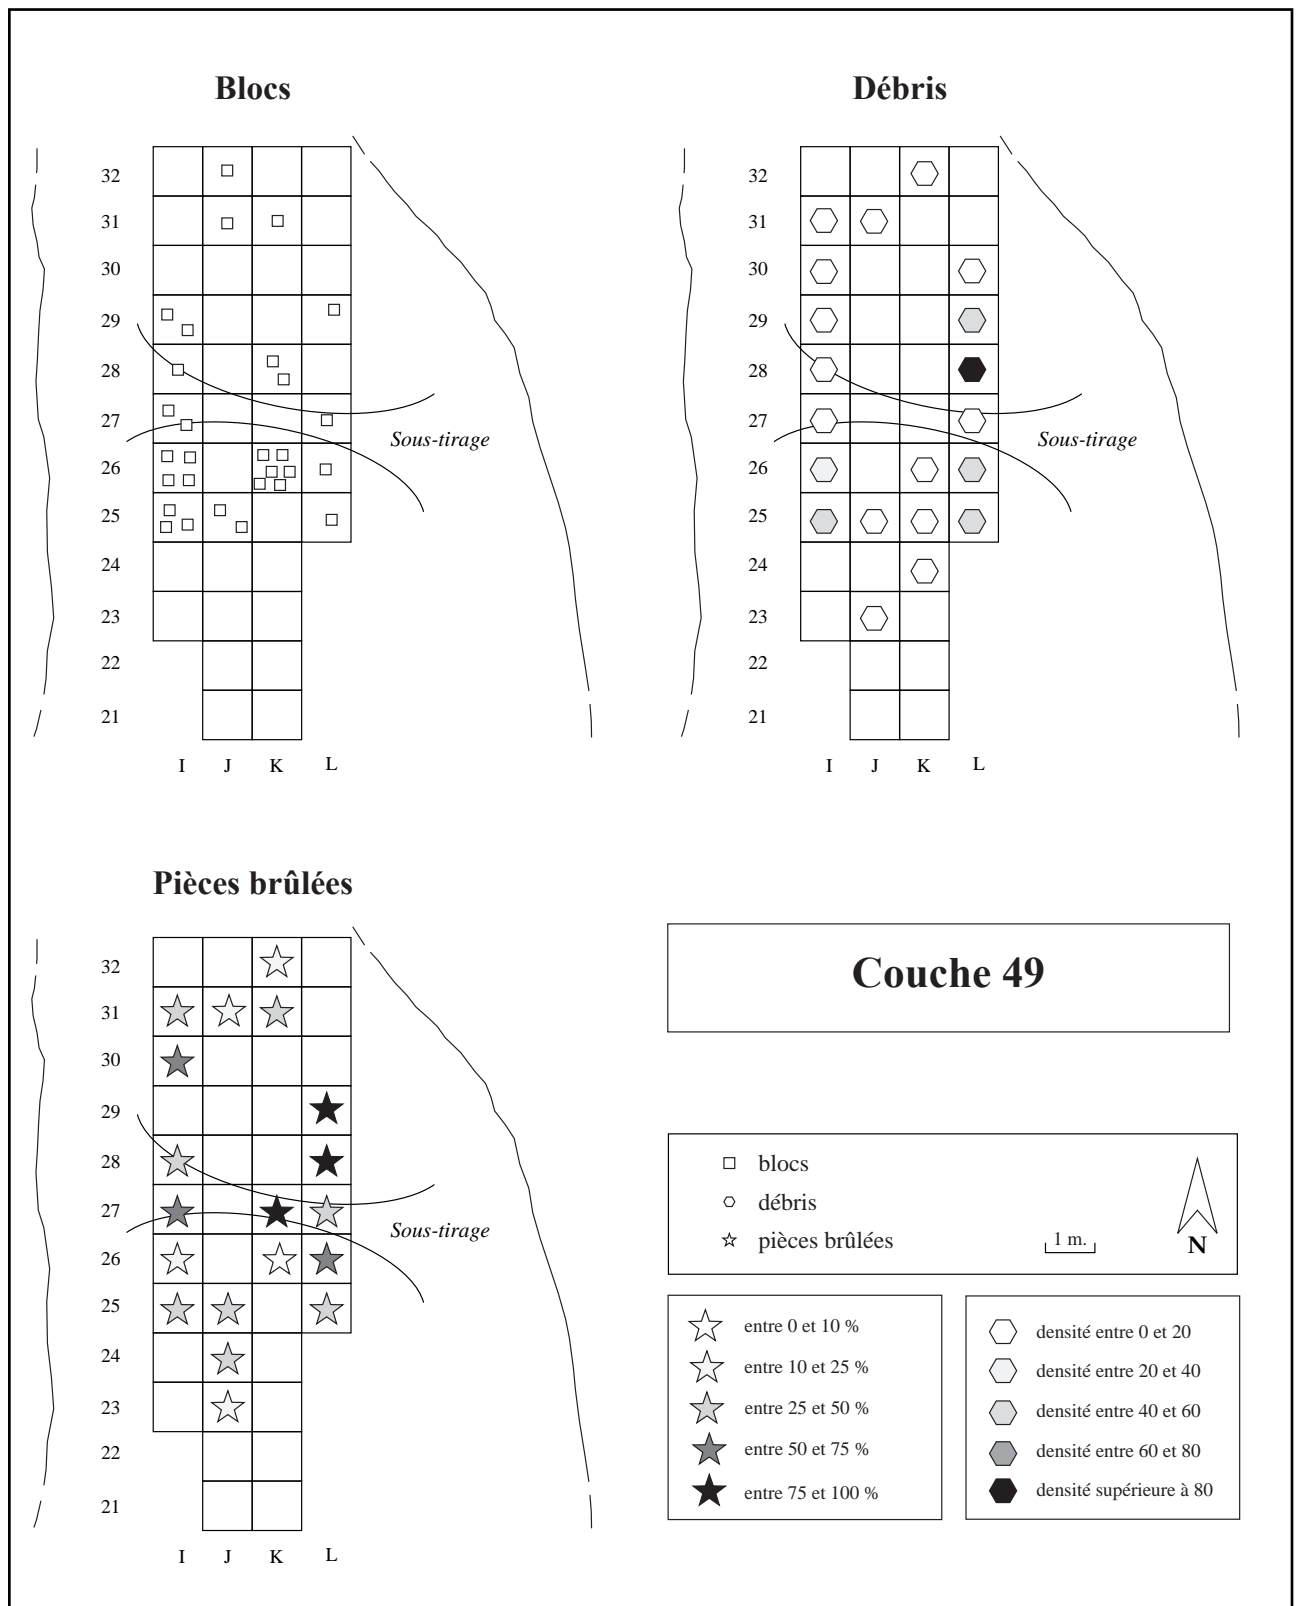 Blocs
Débris
32
31
30
29
28
27
26
25
24
23
22
21
I J K L
Sous-tirage
32
31
30
29
28
27
26
25
24
23
22
21
I J K L
Sous-tirage
Pièces brûlées
32
31
30
29
28
27
26
25
24
23
22
21
I J K L
Sous-tirage
Couche 49
blocs
débris
pièces brûlées
1 m.
N
entre 0 et 10 %
entre 10 et 25 %
entre 25 et 50 %
entre 50 et 75 %
entre 75 et 100 %
densité entre 0 et 20
densité entre 20 et 40
densité entre 40 et 60
densité entre 60 et 80
densité supérieure à 80